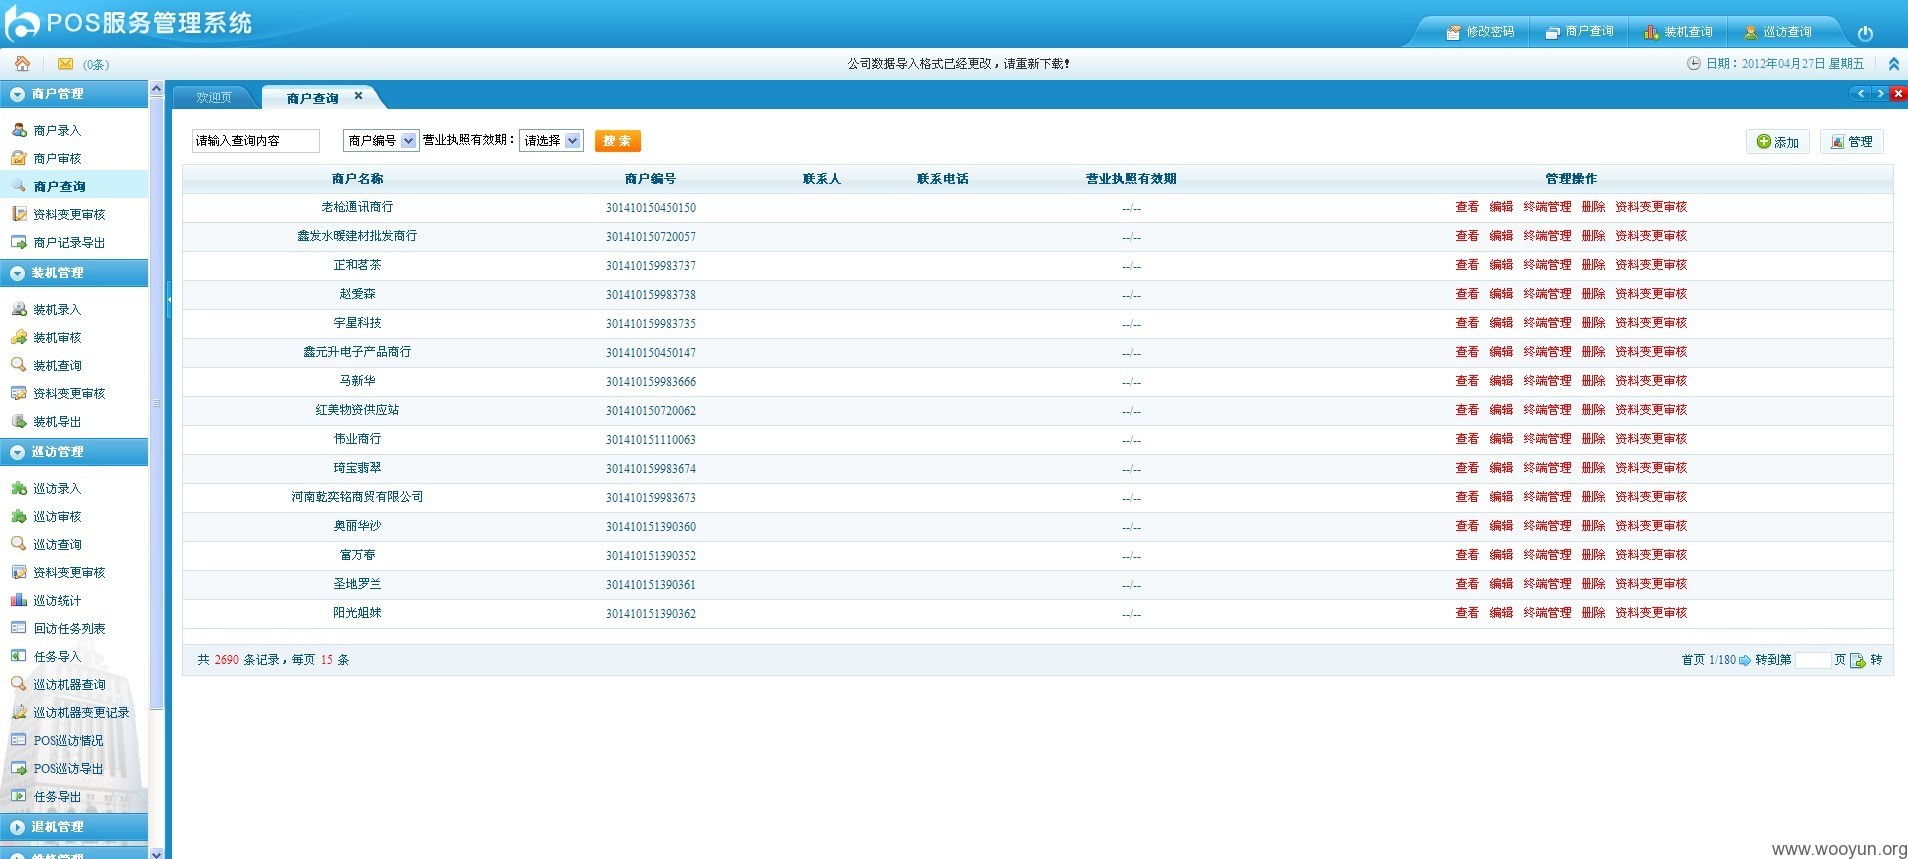 POS服务管理系统
修改密码 商户查询 装机查询 巡访查询
(0条) 公司数据导入格式已经更改，请重新下载! 日期：2012年04月27日 星期五
商户管理
商户录入
商户审核
商户查询
资料变更审核
商户记录导出
装机管理
装机录入
装机审核
装机查询
资料变更审核
装机导出
巡访管理
巡访录入
巡访审核
巡访查询
资料变更审核
巡访统计
回访任务列表
任务导入
巡访机器查询
巡访机器变更记录
POS巡访情况
POS巡访导出
任务导出
退机管理
维修管理
欢迎页 商户查询
请输入查询内容 商户编号 营业执照有效期： 请选择 搜 索 添加 管理
商户名称 商户编号 联系人 联系电话 营业执照有效期 管理操作
老枪通讯商行 301410150450150 --/-- 查看 编辑 终端管理 删除 资料变更审核
鑫发水暖建材批发商行 301410150720057 --/-- 查看 编辑 终端管理 删除 资料变更审核
正和茗茶 301410159983737 --/-- 查看 编辑 终端管理 删除 资料变更审核
赵爱森 301410159983738 --/-- 查看 编辑 终端管理 删除 资料变更审核
宇星科技 301410159983735 --/-- 查看 编辑 终端管理 删除 资料变更审核
鑫元升电子产品商行 301410150450147 --/-- 查看 编辑 终端管理 删除 资料变更审核
马新华 301410159983666 --/-- 查看 编辑 终端管理 删除 资料变更审核
红美物资供应站 301410150720062 --/-- 查看 编辑 终端管理 删除 资料变更审核
伟业商行 301410151110063 --/-- 查看 编辑 终端管理 删除 资料变更审核
琦宝翡翠 301410159983674 --/-- 查看 编辑 终端管理 删除 资料变更审核
河南乾奕铭商贸有限公司 301410159983673 --/-- 查看 编辑 终端管理 删除 资料变更审核
奥丽华沙 301410151390360 --/-- 查看 编辑 终端管理 删除 资料变更审核
富万春 301410151390352 --/-- 查看 编辑 终端管理 删除 资料变更审核
圣地罗兰 301410151390361 --/-- 查看 编辑 终端管理 删除 资料变更审核
阳光姐妹 301410151390362 --/-- 查看 编辑 终端管理 删除 资料变更审核
共 2690 条记录，每页 15 条 首页 1/180 转到第 页 转
www.wooyun.org